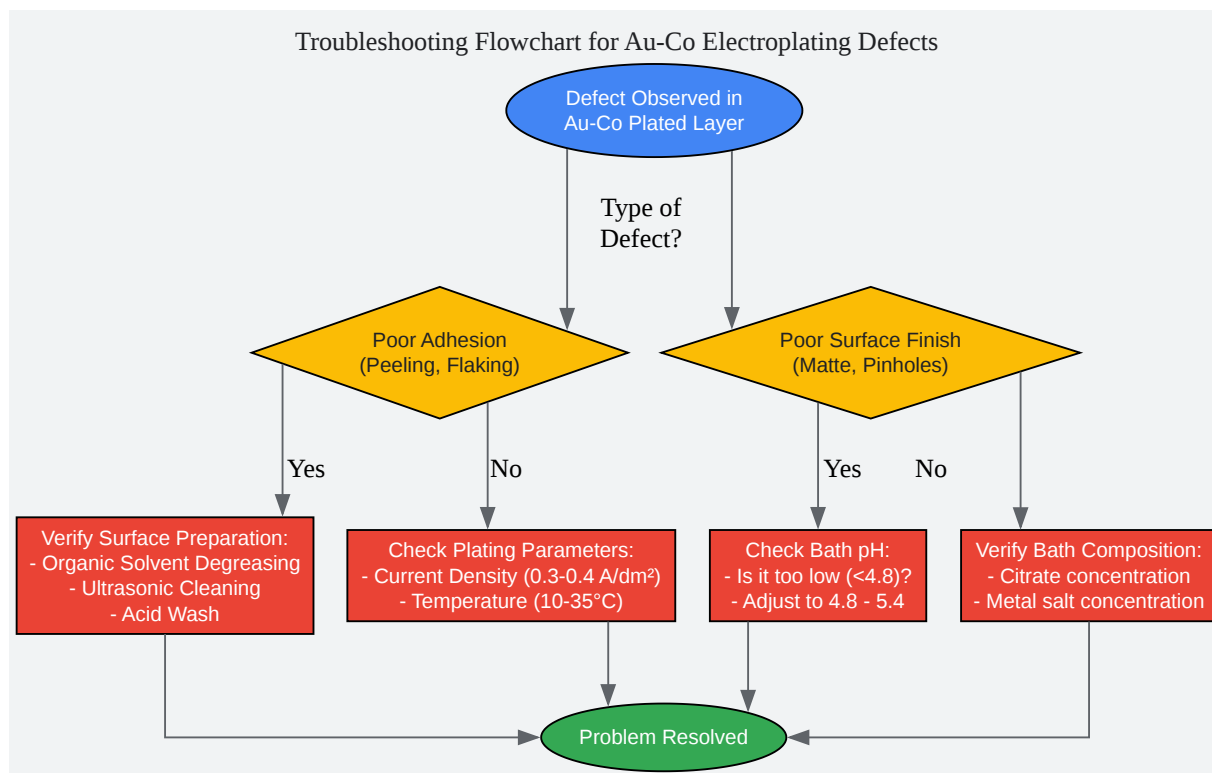 Troubleshooting Flowchart for Au-Co Electroplating Defects
Defect Observed in
Au-Co Plated Layer
Type of
Defect?
Poor Adhesion
(Peeling, Flaking)
Poor Surface Finish
(Matte, Pinholes)
Yes
No
Yes
No
Verify Surface Preparation:
- Organic Solvent Degreasing
- Ultrasonic Cleaning
- Acid Wash
Check Plating Parameters:
- Current Density (0.3-0.4 A/dm²)
- Temperature (10-35°C)
Check Bath pH:
- Is it too low (<4.8)?
- Adjust to 4.8 - 5.4
Verify Bath Composition:
- Citrate concentration
- Metal salt concentration
Problem Resolved